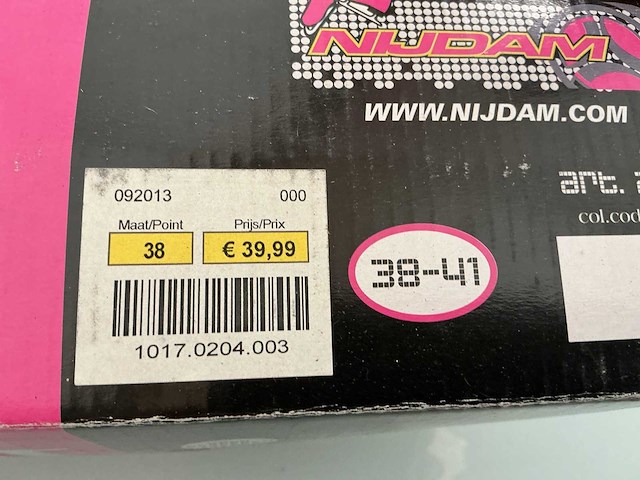 NIJDAM
WWW.NIJDAM.COM
092013 000
Maat/Point Prijs/Prix
38 € 39,99
1017.0204.003
38-41
art.
col.cod